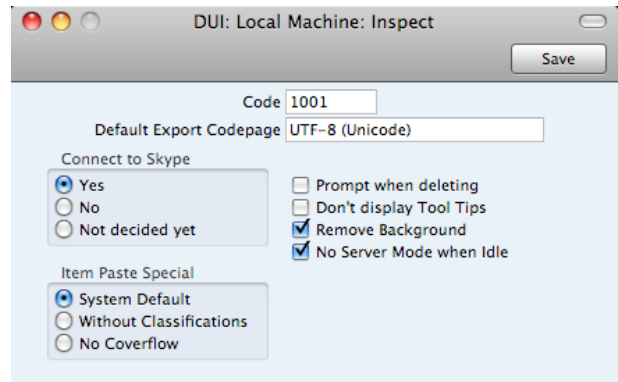 DUI: Local Machine: Inspect
Save
Code 1001
Default Export Codepage UTF-8 (Unicode)
Connect to Skype
Yes
No
Not decided yet
Prompt when deleting
Don't display Tool Tips
Remove Background
No Server Mode when Idle
Item Paste Special
System Default
Without Classifications
No Coverflow